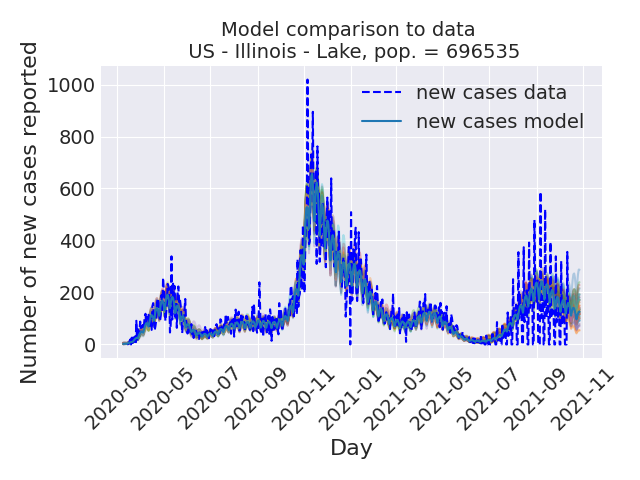 Model comparison to data
US - Illinois - Lake, pop. = 696535
Number of new cases reported
1000
800
600
400
200
0
new cases data
new cases model
2020-03
2020-05
2020-07
2020-09
2020-11
2021-01
2021-03
2021-05
2021-07
2021-09
2021-11
Day